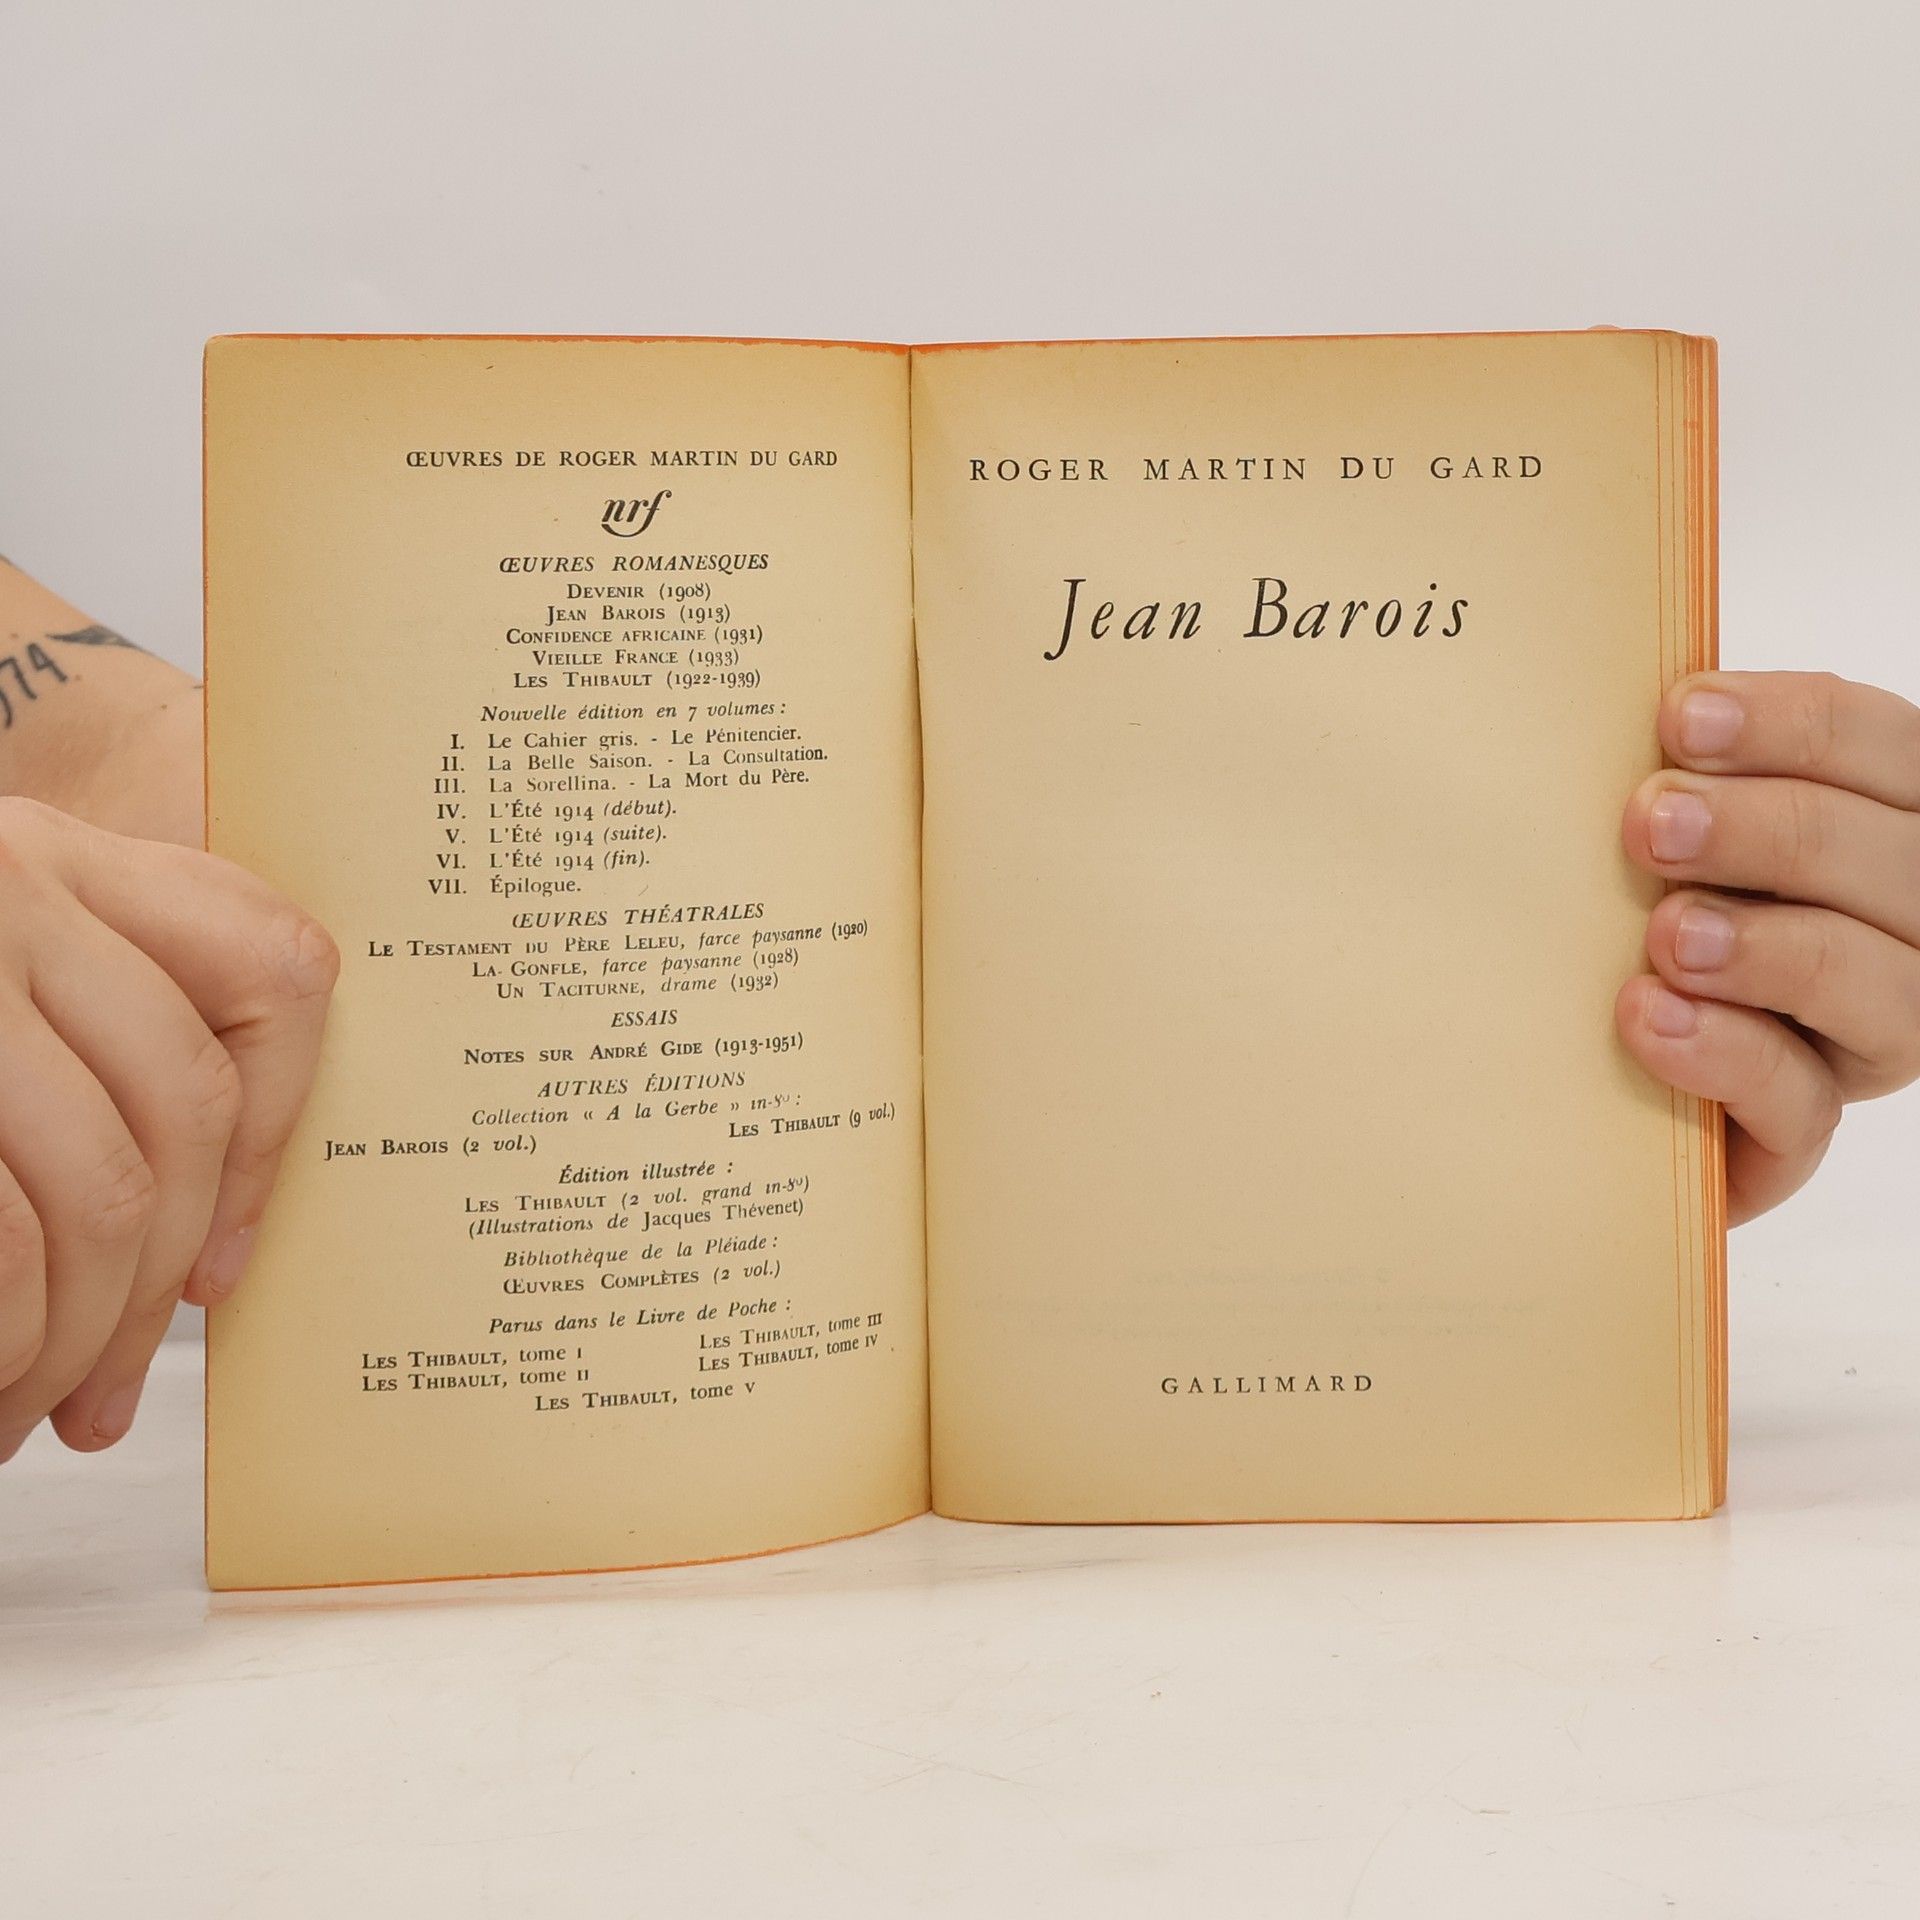 ŒUVRES DE ROGER MARTIN DU GARD
nrf
ŒUVRES ROMANESQUES
DEVENIR (1908)
JEAN BAROIS (1913)
CONFIDENCE AFRICAINE (1931)
VIEILLE FRANCE (1933)
LES THIBAULT (1922-1939)
Nouvelle édition en 7 volumes :
I. Le Cahier gris. - Le Pénitencier.
II. La Belle Saison. - La Consultation.
III. La Sorellina. - La Mort du Père.
IV. L'Été 1914 (début).
V. L'Été 1914 (suite).
VI. L'Été 1914 (fin).
VII. Épilogue.
ŒUVRES THÉATRALES
LE TESTAMENT DU PÈRE LELEU, farce paysanne (1920)
LA GONFLE, farce paysanne (1928)
UN TACITURNE, drame (1932)
ESSAIS
NOTES SUR ANDRÉ GIDE (1913-1951)
AUTRES ÉDITIONS
Collection « A la Gerbe » in-8º :
JEAN BAROIS (2 vol.) LES THIBAULT (9 vol.)
Édition illustrée :
LES THIBAULT (2 vol. grand in-8º)
(Illustrations de Jacques Thévenet)
Bibliothèque de la Pléiade :
ŒUVRES COMPLÈTES (2 vol.)
Parus dans le Livre de Poche :
LES THIBAULT, tome I LES THIBAULT, tome III
LES THIBAULT, tome II LES THIBAULT, tome IV
LES THIBAULT, tome V
ROGER MARTIN DU GARD
Jean Barois
GALLIMARD